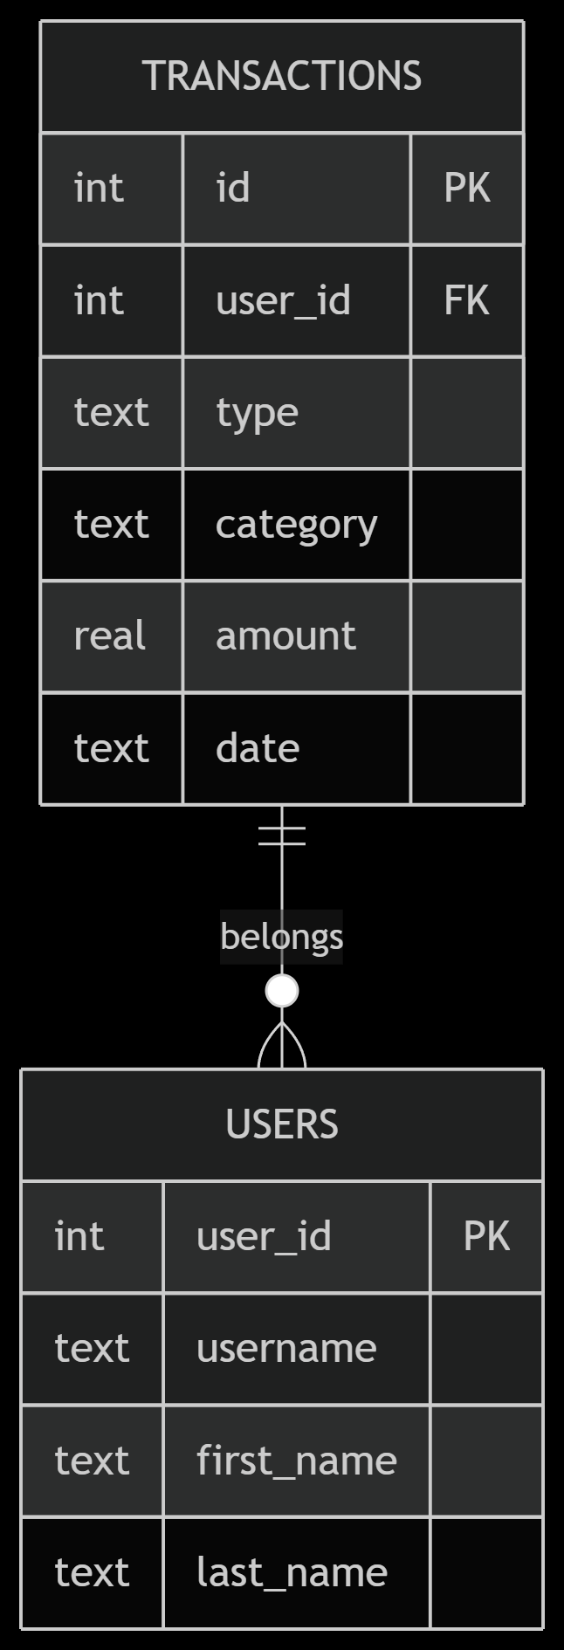 TRANSACTIONS
int id PK
int user_id FK
text type
text category
real amount
text date
belongs
USERS
int user_id PK
text username
text first_name
text last_name